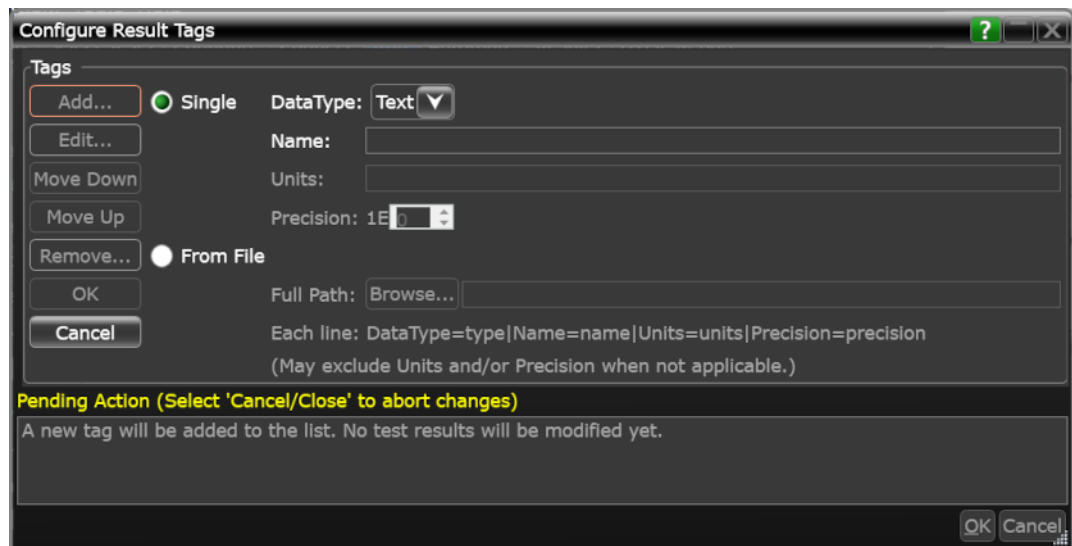 Configure Result Tags ?
Tags
Add... Single DataType: Text
Edit... Name:
Move Down Units:
Move Up Precision: 1E 0
Remove... From File
OK Full Path: Browse...
Cancel Each line: DataType=type|Name=name|Units=units|Precision=precision
(May exclude Units and/or Precision when not applicable.)
Pending Action (Select 'Cancel/Close' to abort changes)
A new tag will be added to the list. No test results will be modified yet.
OK Cancel